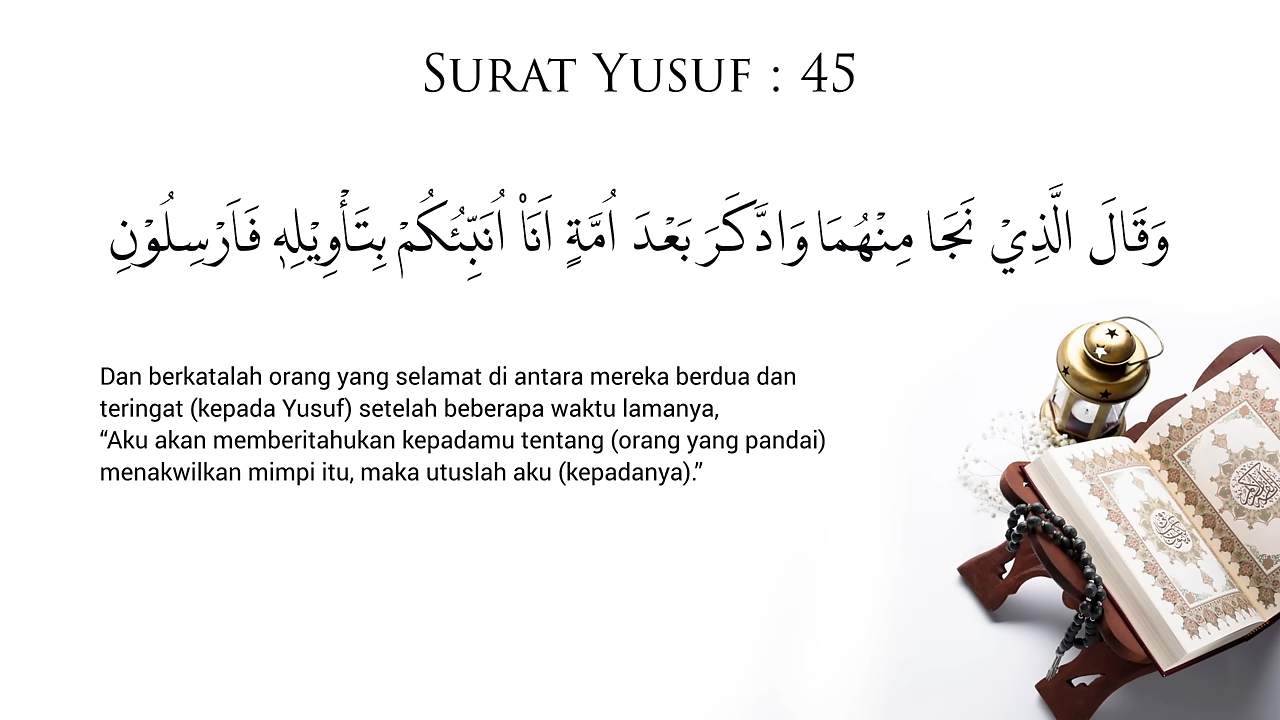 SURAT YUSUF : 45
وَقَالَ الَّذِيْ نَجَا مِنْهُمَا وَادَّكَرَ بَعْدَ اُمَّةٍ اَنَا۠ اُنَبِّئُكُمْ بِتَأْوِيْلِهٖ فَاَرْسِلُوْنِ
Dan berkatalah orang yang selamat di antara mereka berdua dan
teringat (kepada Yusuf) setelah beberapa waktu lamanya,
“Aku akan memberitahukan kepadamu tentang (orang yang pandai)
menakwilkan mimpi itu, maka utuslah aku (kepadanya).”